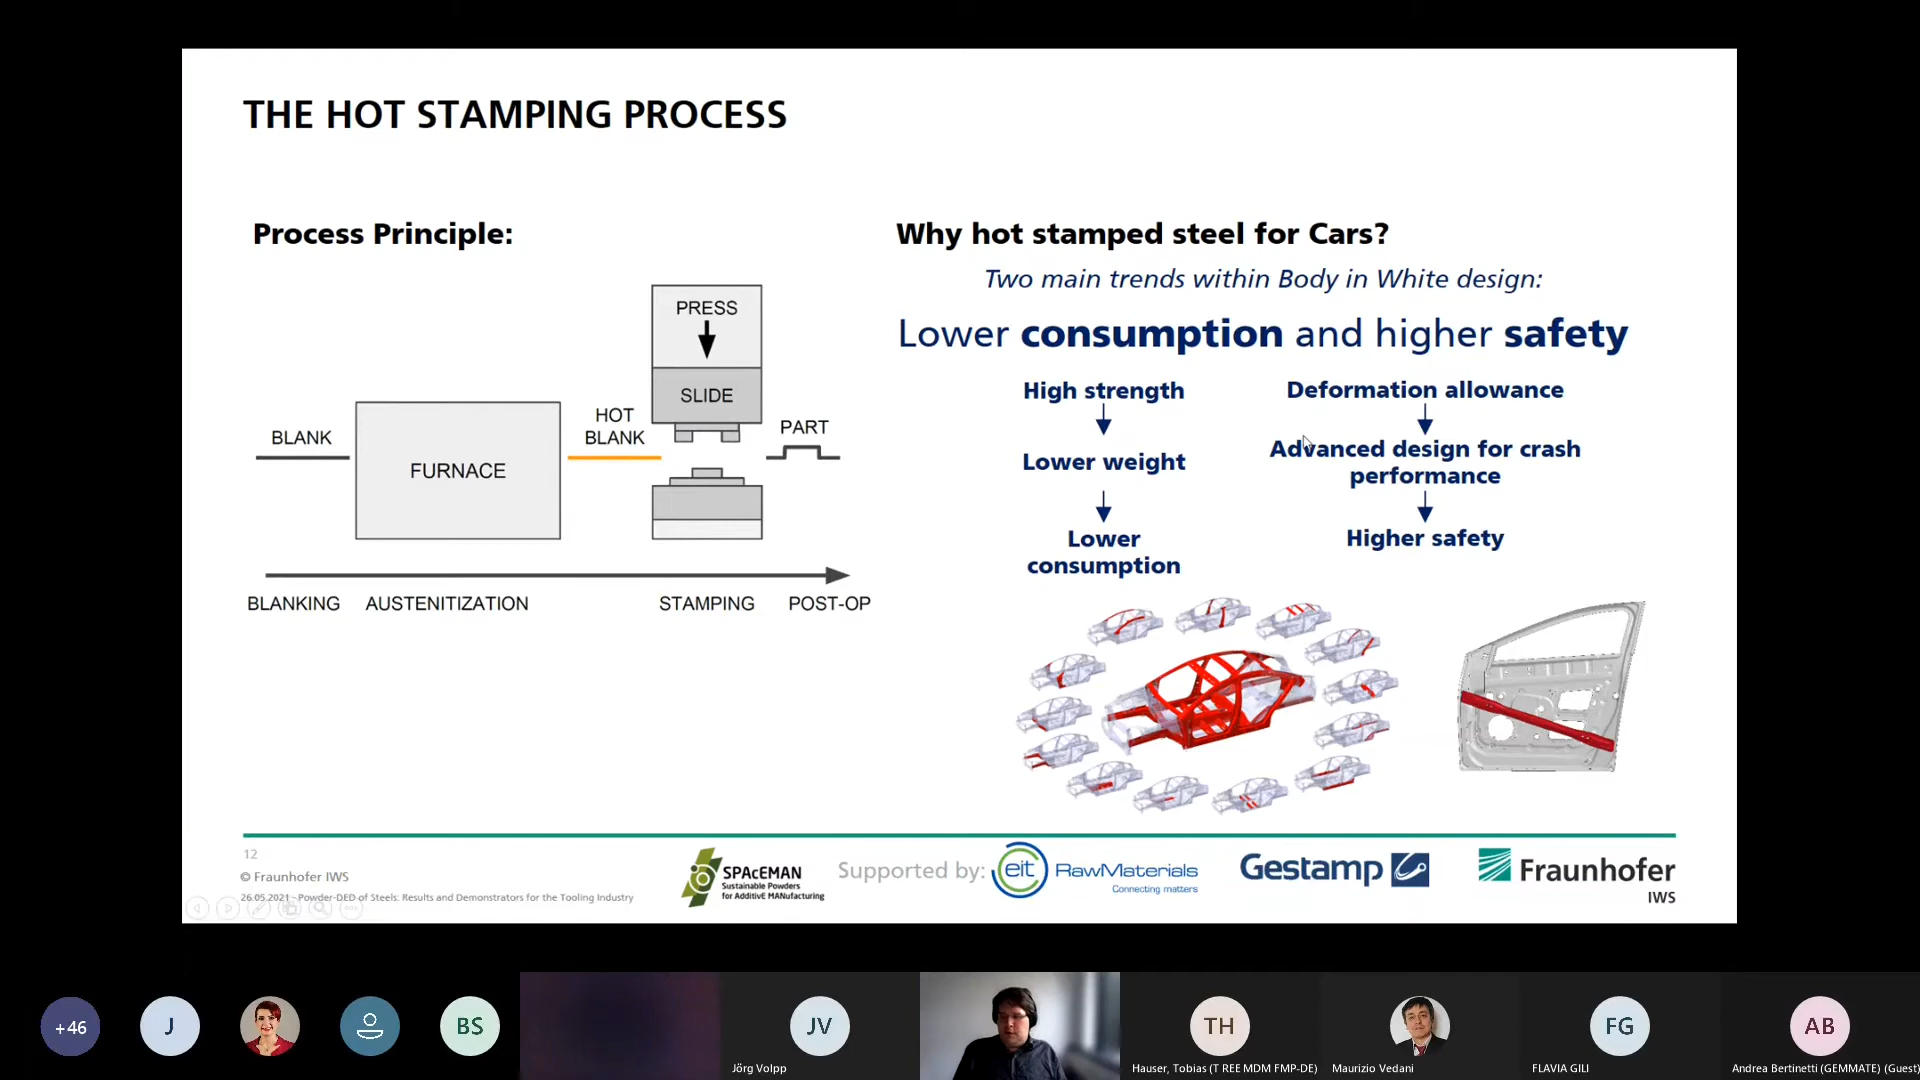 THE HOT STAMPING PROCESS
Process Principle:
PRESS
SLIDE
BLANK
FURNACE
HOT
BLANK
PART
BLANKING
AUSTENITIZATION
STAMPING
POST-OP
Why hot stamped steel for Cars?
Two main trends within Body in White design:
Lower consumption and higher safety
High strength
Lower weight
Lower
consumption
Deformation allowance
Advanced design for crash
performance
Higher safety
12
© Fraunhofer IWS
26.05.2021 - Powder-DED of Steels: Results and Demonstrators for the Tooling Industry
SPAcEMAN
Sustainable Powders
for AdditivE MANufacturing
Supported by:
eit
RawMaterials
Connecting matters
Gestamp
Fraunhofer
IWS
+46
J
BS
JV
Jörg Volpp
TH
Hauser, Tobias (T REE MDM FMP-DE)
Maurizio Vedani
FG
FLAVIA GILI
AB
Andrea Bertinetti (GEMMATE) (Guest)